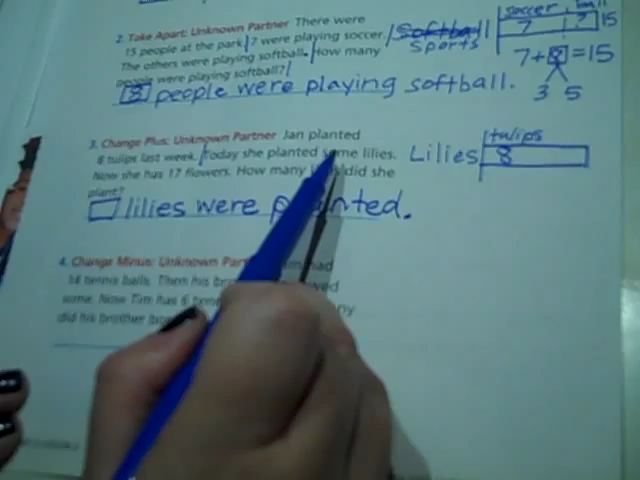 2. Take Apart: Unknown Partner There were
15 people at the park. 7 were playing soccer.
The others were playing softball. How many
people were playing softball?
8 people were playing softball.
Softball
Sports
soccer
7 ? 15
7 + 8 = 15
3 5
3. Change Plus: Unknown Partner Jan planted
8 tulips last week. Today she planted some lilies.
Now she has 17 flowers. How many did she
plant?
lilies were planted.
Lilies
tulips
8
4. Change Minus: Unknown had
14 tennis balls. Then his
some. Now Tim has 6
did his brother